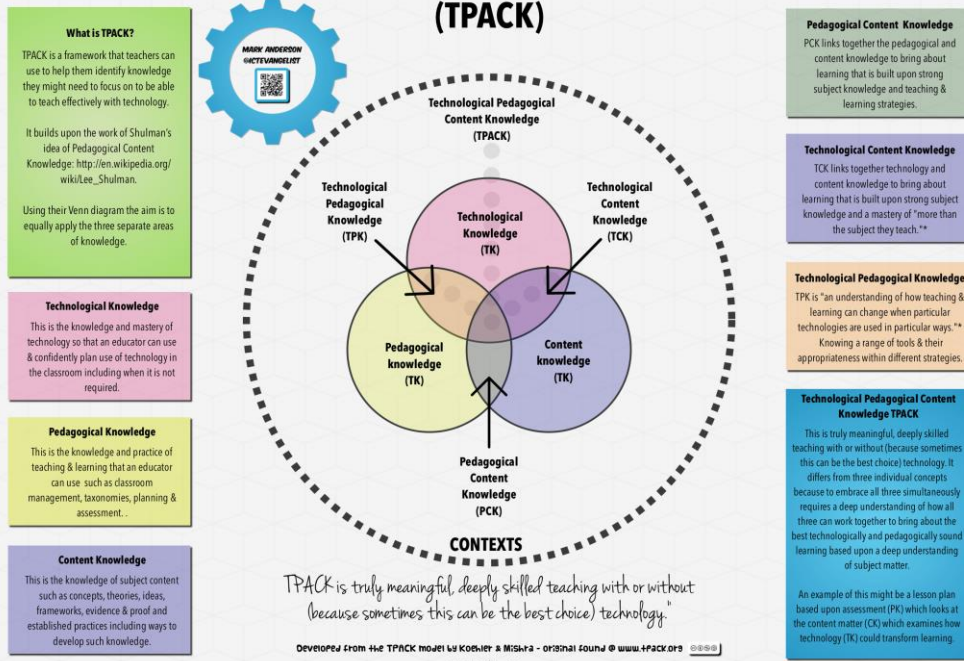 (TPACK)
What is TPACK?
TPACK is a framework that teachers can
use to help them identify knowledge
they might need to focus on to be able
to teach effectively with technology.
It builds upon the work of Shulman's
idea of Pedagogical Content
Knowledge: http://en.wikipedia.org/
wiki/Lee_Shulman.
Using their Venn diagram the aim is to
equally apply the three separate areas
of knowledge.
Technological Knowledge
This is the knowledge and mastery of
technology so that an educator can use
& confidently plan use of technology in
the classroom including when it is not
required.
Pedagogical Knowledge
This is the knowledge and practice of
teaching & learning that an educator
can use such as classroom
management, taxonomies, planning &
assessment. .
Content Knowledge
This is the knowledge of subject content
such as concepts, theories, ideas,
frameworks, evidence & proof and
established practices including ways to
develop such knowledge.
MARK ANDERSON
@ICTEVANGELIST
Technological Pedagogical
Content Knowledge
(TPACK)
Technological
Pedagogical
Knowledge
(TPK)
Technological
Knowledge
(TK)
Technological
Content
Knowledge
(TCK)
Pedagogical
knowledge
(TK)
Content
knowledge
(TK)
Pedagogical
Content
Knowledge
(PCK)
CONTEXTS
TPACK is truly meaningful, deeply skilled teaching with or without
(because sometimes this can be the best choice) technology."
Developed from the TPACK model by Koehler & Mishra - original found @ www.tpack.org
Pedagogical Content Knowledge
PCK links together the pedagogical and
content knowledge to bring about
learning that is built upon strong
subject knowledge and teaching &
learning strategies.
Technological Content Knowledge
TCK links together technology and
content knowledge to bring about
learning that is built upon strong subject
knowledge and a mastery of "more than
the subject they teach."*
Technological Pedagogical Knowledge
TPK is "an understanding of how teaching &
learning can change when particular
technologies are used in particular ways."*
Knowing a range of tools & their
appropriateness within different strategies.
Technological Pedagogical Content
Knowledge TPACK
This is truly meaningful, deeply skilled
teaching with or without (because sometimes
this can be the best choice) technology. It
differs from three individual concepts
because to embrace all three simultaneously
requires a deep understanding of how all
three can work together to bring about the
best technologically and pedagogically sound
learning based upon a deep understanding
of subject matter.
An example of this might be a lesson plan
based upon assessment (PK) which looks at
the content matter (CK) which examines how
technology (TK) could transform learning.